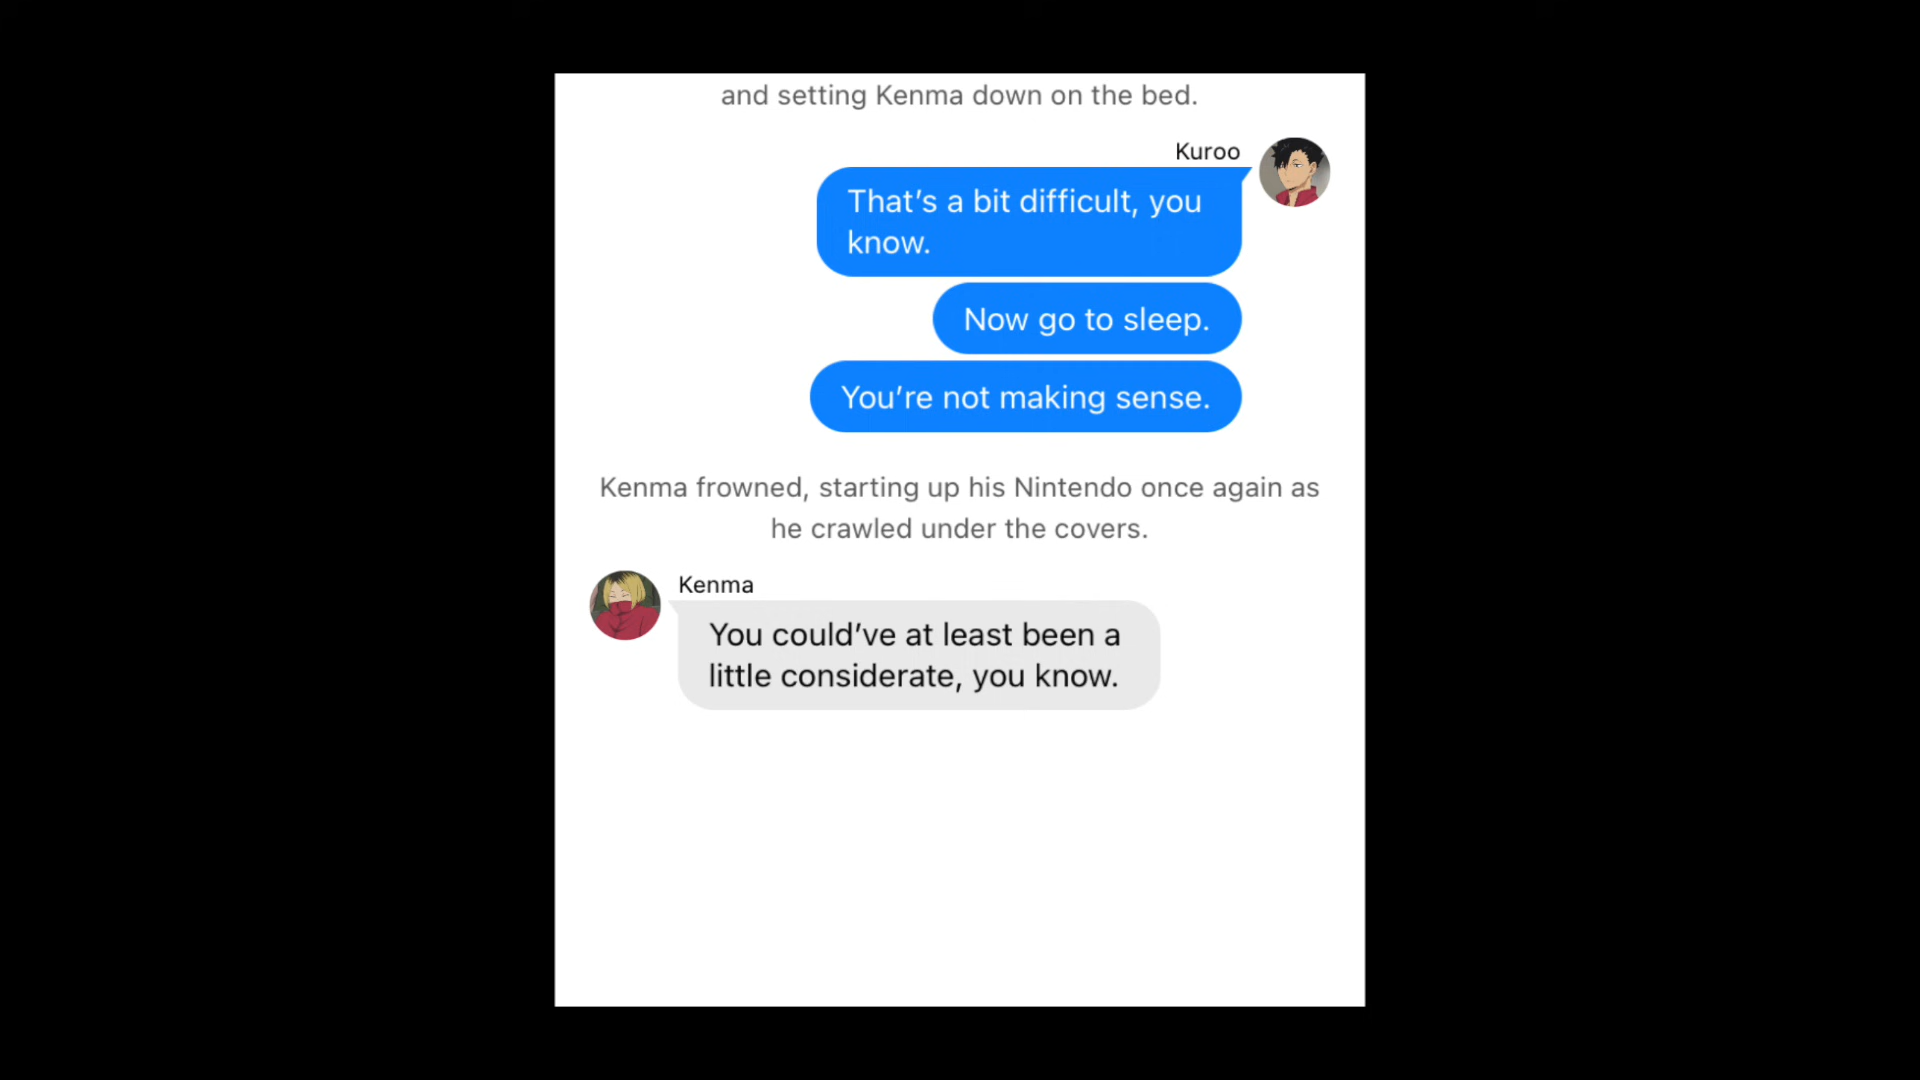 and setting Kenma down on the bed.
Kuroo
That’s a bit difficult, you
know.
Now go to sleep.
You’re not making sense.
Kenma frowned, starting up his Nintendo once again as
he crawled under the covers.
Kenma
You could’ve at least been a
little considerate, you know.